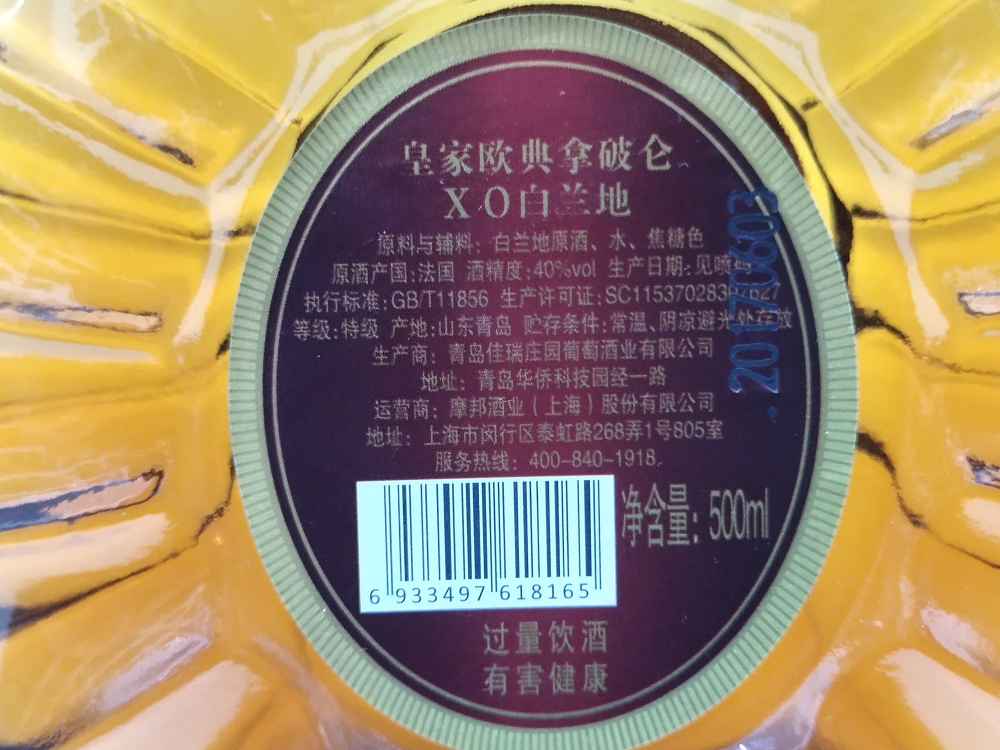 皇家欧典拿破仑
X.O白兰地
原料与辅料：白兰地原酒、水、焦糖色
原酒产国:法国 酒精度:40%vol 生产日期:见喷码
执行标准:GB/T11856 生产许可证:SC115370283
等级:特级 产地:山东青岛 贮存条件:常温、阴凉避光处存放
生产商：青岛佳瑞庄园葡萄酒业有限公司
地址：青岛华侨科技园经一路
运营商：摩邦酒业（上海）股份有限公司
地址：上海市闵行区泰虹路268弄1号805室
服务热线：400-840-1918
净含量: 500ml
6 933497 618165
过量饮酒
有害健康
20170603